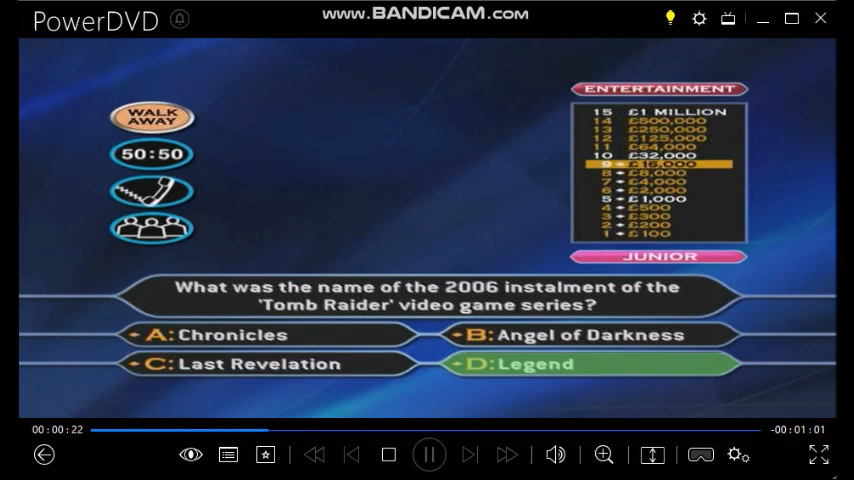 PowerDVD
www.BANDICAM.com
WALK
AWAY
50:50
ENTERTAINMENT
15 £1 MILLION
14 £500,000
13 £250,000
12 £125,000
11 £64,000
10 £32,000
9 £16,000
8 £8,000
7 £4,000
6 £2,000
5 £1,000
4 £500
3 £300
2 £200
1 £100
JUNIOR
What was the name of the 2006 instalment of the
'Tomb Raider' video game series?
A: Chronicles
B: Angel of Darkness
C: Last Revelation
D: Legend
00:00:22
-00:01:01